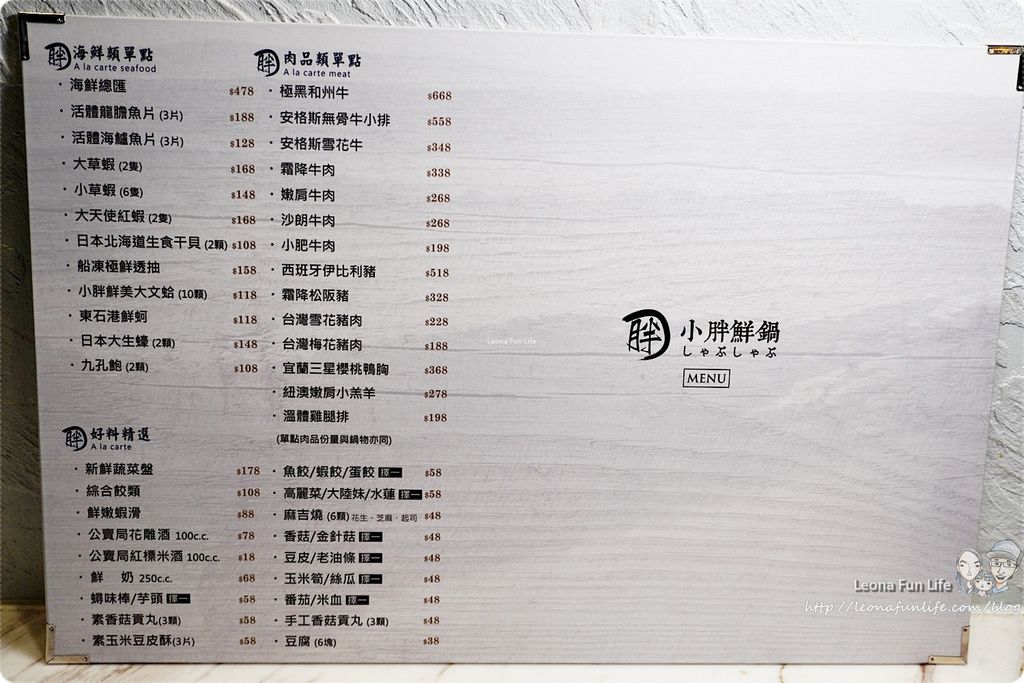 胖 海鮮類單點
A la carte seafood
・海鮮總匯 $478
・活體龍膽魚片 (3片) $188
・活體海鱸魚片 (3片) $128
・大草蝦 (2隻) $168
・小草蝦 (6隻) $148
・大天使紅蝦 (2隻) $168
・日本北海道生食干貝 (2顆) $108
・船凍極鮮透抽 $158
・小胖鮮美大文蛤 (10顆) $118
・東石港鮮蚵 $118
・日本大生蠔 (2顆) $148
・九孔鮑 (2顆) $108
胖 肉品類單點
A la carte meat
・極黑和州牛 $668
・安格斯無骨牛小排 $558
・安格斯雪花牛 $348
・霜降牛肉 $338
・嫩肩牛肉 $268
・沙朗牛肉 $268
・小肥牛肉 $198
・西班牙伊比利豬 $518
・霜降松阪豬 $328
・台灣雪花豬肉 $228
・台灣梅花豬肉 $188
・宜蘭三星櫻桃鴨胸 $368
・紐澳嫩肩小羔羊 $278
・溫體雞腿排 $198
(單點肉品份量與鍋物亦同)
胖 好料精選
A la carte
・新鮮蔬菜盤 $178
・綜合餃類 $108
・鮮嫩蝦滑 $88
・公賣局花雕酒 100c.c. $78
・公賣局紅標米酒 100c.c. $18
・鮮 奶 250c.c. $68
・蟳味棒/芋頭 擇一 $58
・素香菇貢丸(3顆) $58
・素玉米豆皮酥(3片) $58
・魚餃/蝦餃/蛋餃 擇一 $58
・高麗菜/大陸妹/水蓮 擇一 $58
・麻吉燒 (6顆) 花生、芝麻、起司 $48
・香菇/金針菇 擇一 $48
・豆皮/老油條 擇一 $48
・玉米筍/絲瓜 擇一 $48
・番茄/米血 擇一 $48
・手工香菇貢丸 (3顆) $48
・豆腐 (6塊) $38
胖 小胖鮮鍋
しゃぶしゃぶ
MENU
Leona Fun Life
Leona Fun Life
http://leonafunlife.com/blog